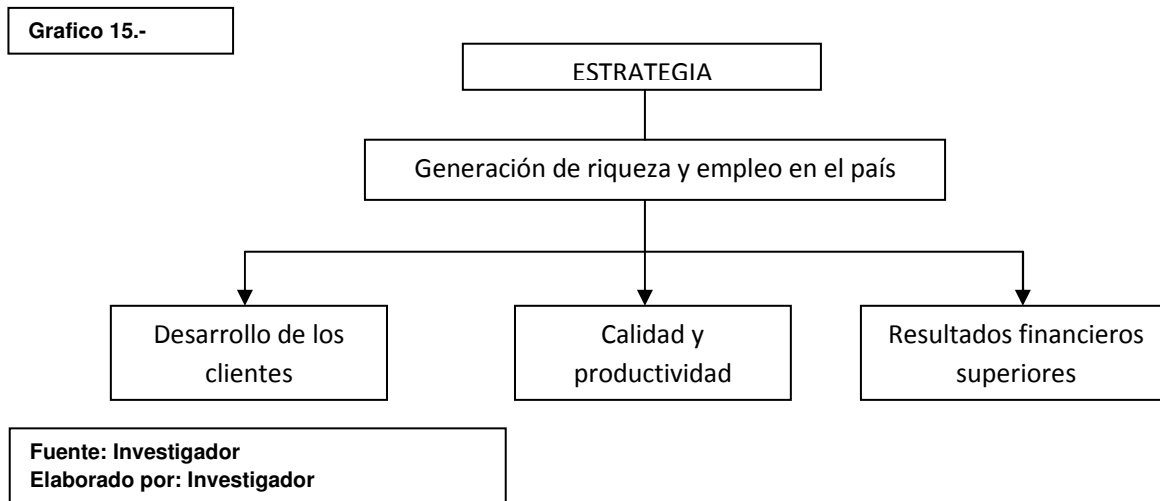 Grafico 15.-
ESTRATEGIA
Generación de riqueza y empleo en el país
Desarrollo de los
clientes
Calidad y
productividad
Resultados financieros
superiores
Fuente: Investigador
Elaborado por: Investigador